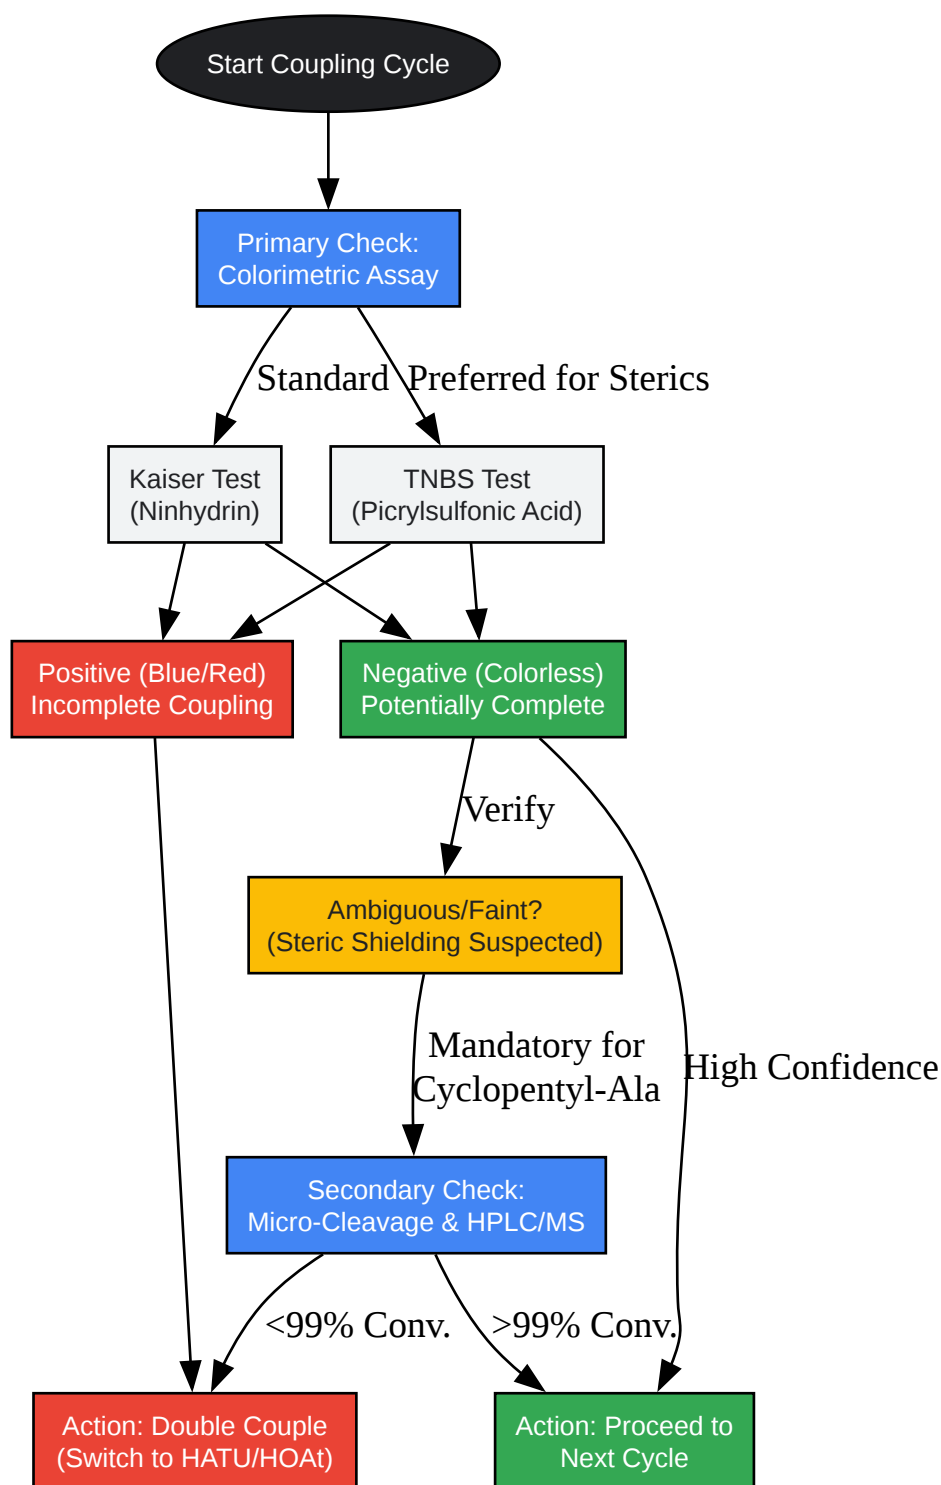 Start Coupling Cycle
Primary Check:
Colorimetric Assay
Standard
Preferred for Sterics
Kaiser Test
(Ninhydrin)
TNBS Test
(Picrylsulfonic Acid)
Positive (Blue/Red)
Incomplete Coupling
Negative (Colorless)
Potentially Complete
Verify
Ambiguous/Faint?
(Steric Shielding Suspected)
Mandatory for
Cyclopentyl-Ala
High Confidence
Secondary Check:
Micro-Cleavage & HPLC/MS
<99% Conv.
>99% Conv.
Action: Double Couple
(Switch to HATU/HOAt)
Action: Proceed to
Next Cycle